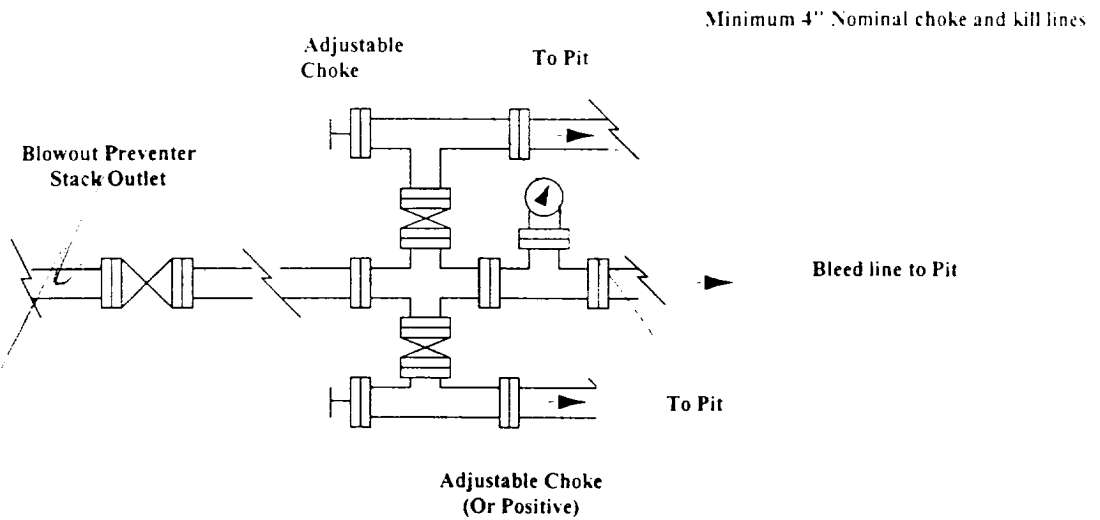 Minimum 4" Nominal choke and kill lines
Adjustable
Choke
To Pit
Blowout Preventer
Stack Outlet
Bleed line to Pit
To Pit
Adjustable Choke
(Or Positive)